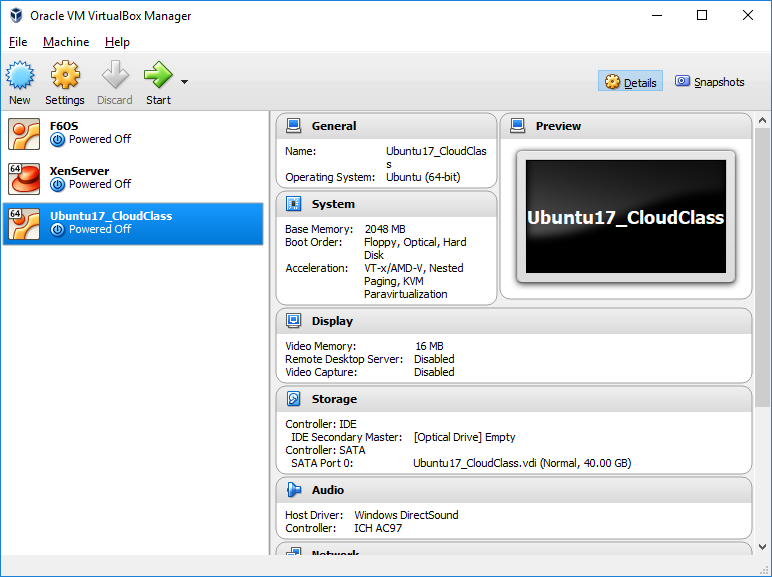 Oracle VM VirtualBox Manager
File Machine Help
New Settings Discard Start
Details Snapshots
F6OS
Powered Off
64
XenServer
Powered Off
64
Ubuntu17_CloudClass
Powered Off
General
Name: Ubuntu17_CloudClas
s
Operating System: Ubuntu (64-bit)
System
Base Memory: 2048 MB
Boot Order: Floppy, Optical, Hard
Disk
Acceleration: VT-x/AMD-V, Nested
Paging, KVM
Paravirtualization
Preview
Ubuntu17_CloudClass
Display
Video Memory: 16 MB
Remote Desktop Server: Disabled
Video Capture: Disabled
Storage
Controller: IDE
IDE Secondary Master: [Optical Drive] Empty
Controller: SATA
SATA Port 0: Ubuntu17_CloudClass.vdi (Normal, 40.00 GB)
Audio
Host Driver: Windows DirectSound
Controller: ICH AC97
Network